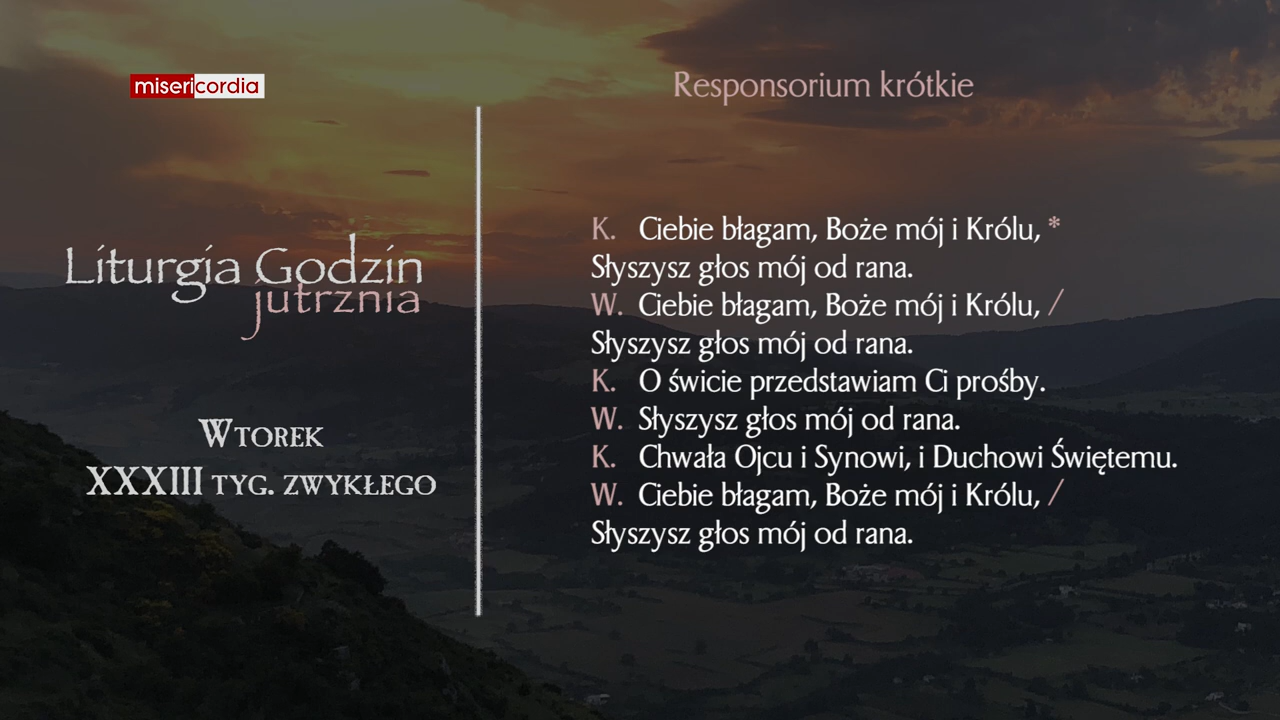 misericordia
Liturgia Godzin
jutrznia
Wtorek
XXXIII tyg. zwykłego
Responsorium krótkie
K. Ciebie błagam, Boże mój i Królu, *
Słyszysz głos mój od rana.
W. Ciebie błagam, Boże mój i Królu, /
Słyszysz głos mój od rana.
K. O świcie przedstawiam Ci prośby.
W. Słyszysz głos mój od rana.
K. Chwała Ojcu i Synowi, i Duchowi Świętemu.
W. Ciebie błagam, Boże mój i Królu, /
Słyszysz głos mój od rana.